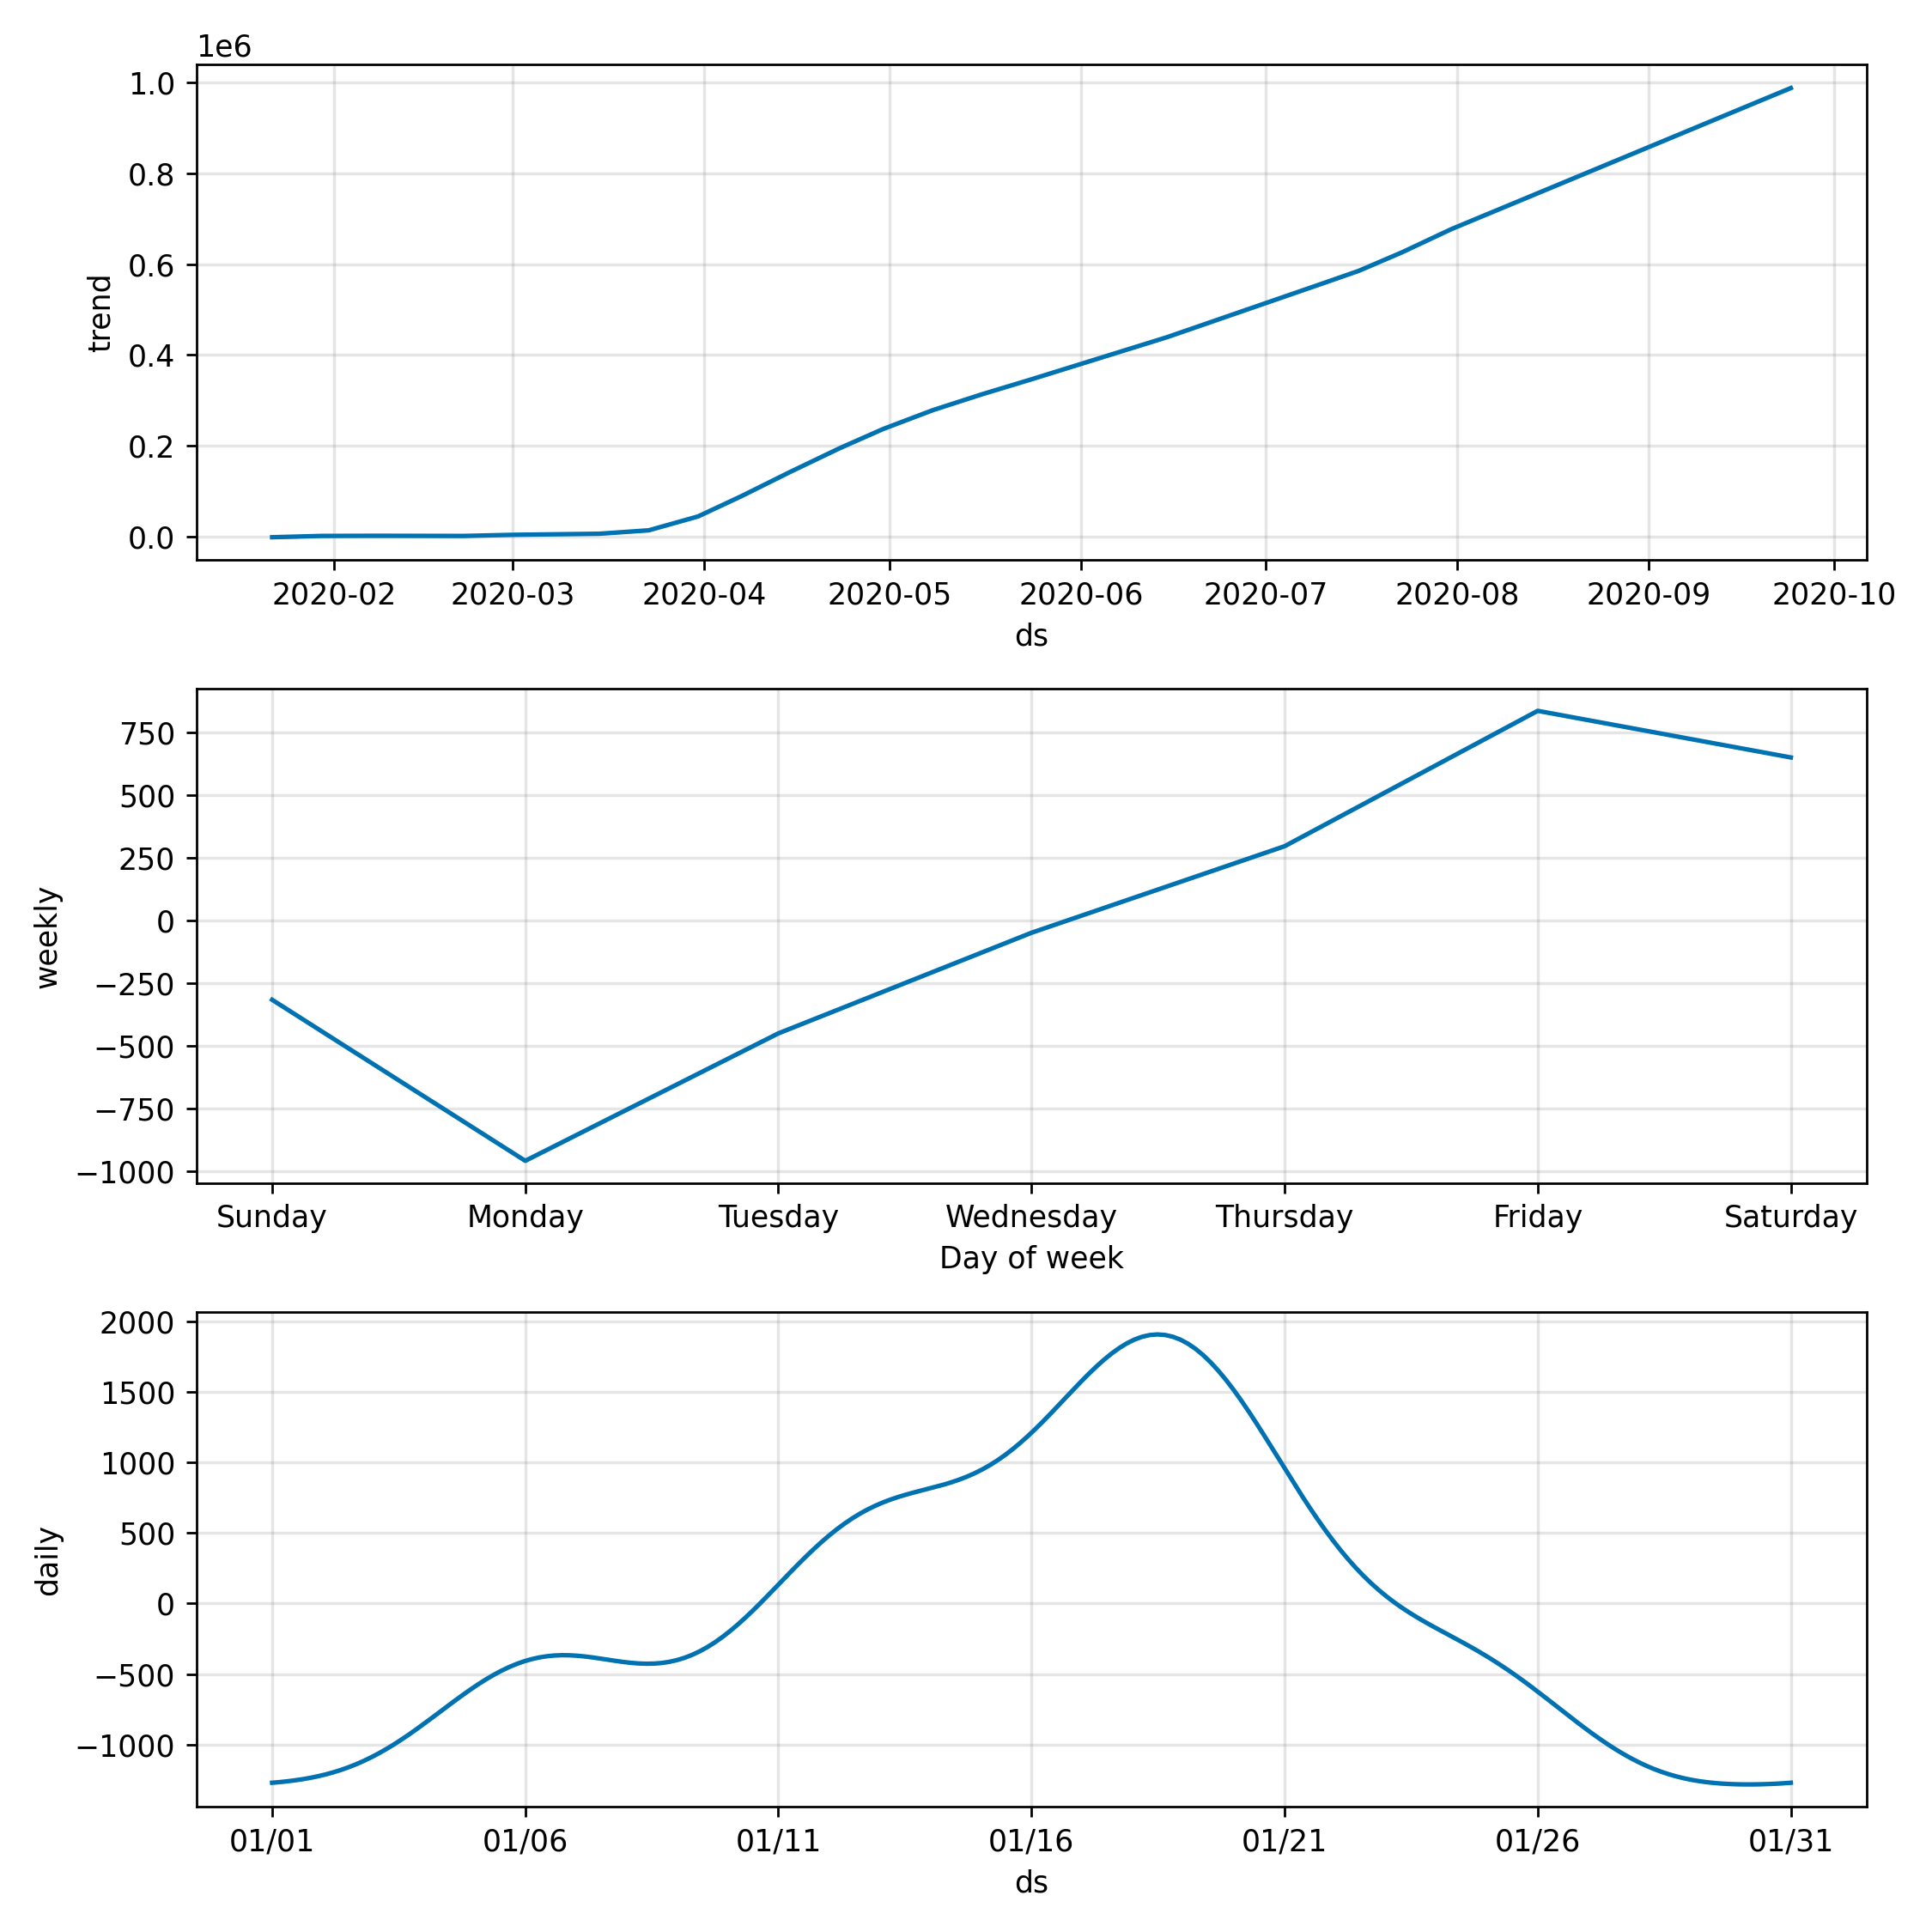 1e6
1.0
0.8
0.6
0.4
0.2
0.0
trend
2020-02 2020-03 2020-04 2020-05 2020-06 2020-07 2020-08 2020-09 2020-10
ds
750
500
250
0
−250
−500
−750
−1000
weekly
Sunday Monday Tuesday Wednesday Thursday Friday Saturday
Day of week
2000
1500
1000
500
0
−500
−1000
daily
01/01 01/06 01/11 01/16 01/21 01/26 01/31
ds